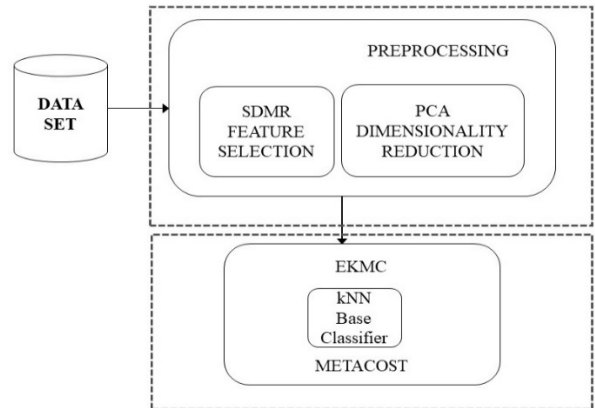 DATA
SET
PREPROCESSING
SDMR
FEATURE
SELECTION
PCA
DIMENSIONALITY
REDUCTION
EKMC
kNN
Base
Classifier
METACOST